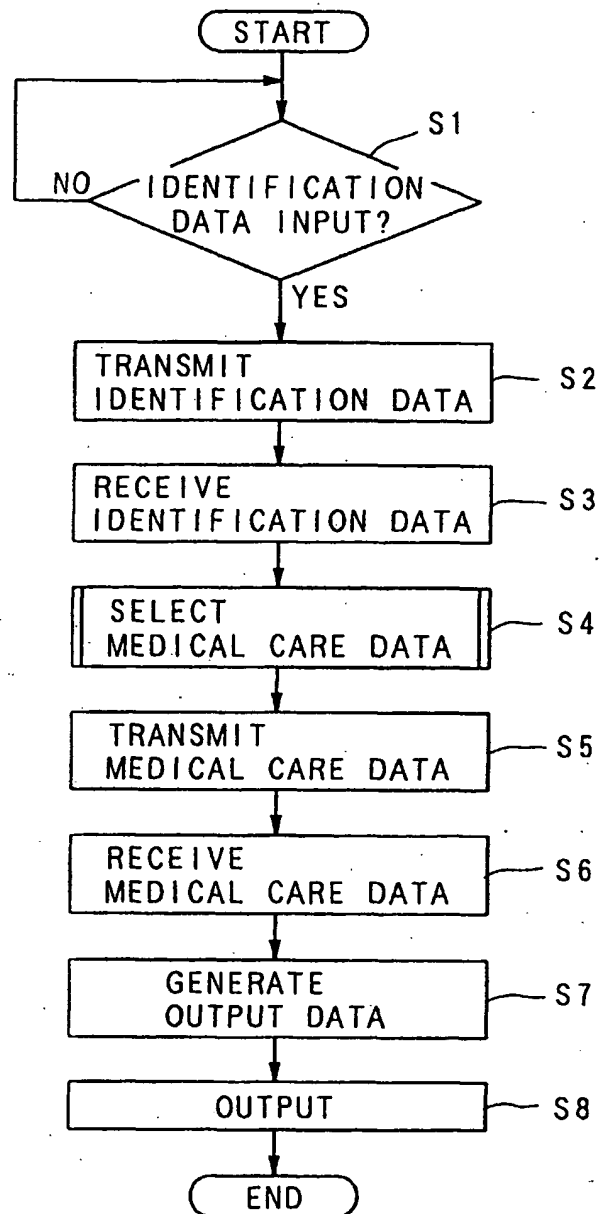 START
S1
IDENTIFICATION
DATA INPUT?
NO
YES
TRANSMIT
IDENTIFICATION DATA
S2
RECEIVE
IDENTIFICATION DATA
S3
SELECT
MEDICAL CARE DATA
S4
TRANSMIT
MEDICAL CARE DATA
S5
RECEIVE
MEDICAL CARE DATA
S6
GENERATE
OUTPUT DATA
S7
OUTPUT
S8
END